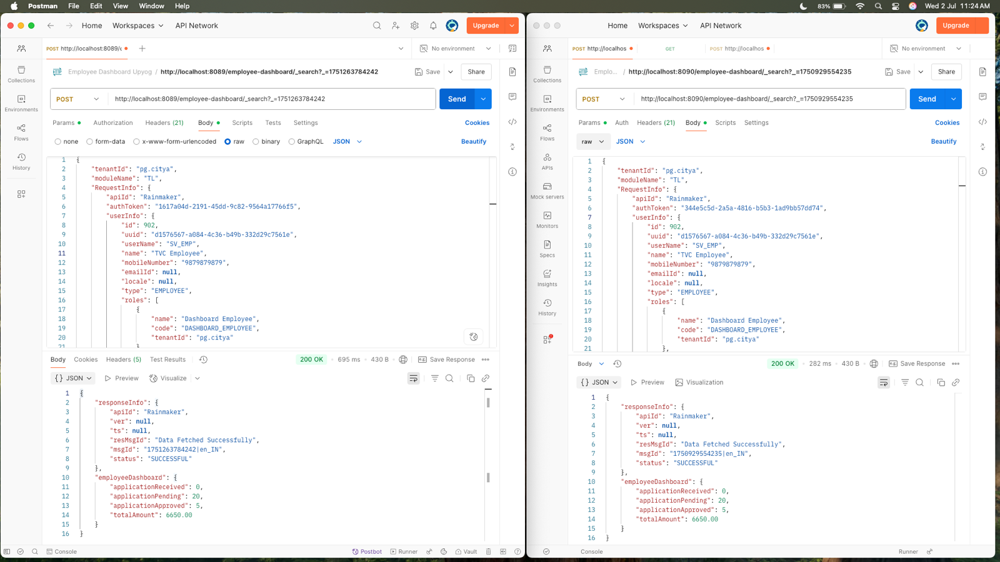 Postman File Edit View Window Help
83% Wed 2 Jul 11:24 AM
Home Workspaces API Network Upgrade
POST http://localhost:8089/e No environment
Collections
Environments
Flows
History
Employee Dashboard Upyog / http://localhost:8089/employee-dashboard/_search?_=1751263784242 Save Share
POST http://localhost:8089/employee-dashboard/_search?_=1751263784242 Send
Params Authorization Headers (21) Body Scripts Tests Settings Cookies
none form-data x-www-form-urlencoded raw binary GraphQL JSON Beautify
1 {
2 "tenantId": "pg.citya",
3 "moduleName": "TL",
4 "RequestInfo": {
5 "apiId": "Rainmaker",
6 "authToken": "1617a04d-2191-45dd-9c82-9564a17766f5",
7 "userInfo": {
8 "id": 902,
9 "uuid": "d1576567-a084-4c36-b49b-332d29c7561e",
10 "userName": "SV_EMP",
11 "name": "TVC Employee",
12 "mobileNumber": "9879879879",
13 "emailId": null,
14 "locale": null,
15 "type": "EMPLOYEE",
16 "roles": [
17 {
18 "name": "Dashboard Employee",
19 "code": "DASHBOARD_EMPLOYEE",
20 "tenantId": "pg.citya"
21 }
Body Cookies Headers (5) Test Results 200 OK 695 ms 430 B Save Response
{} JSON Preview Visualize
1 {
2 "responseInfo": {
3 "apiId": "Rainmaker",
4 "ver": null,
5 "ts": null,
6 "resMsgId": "Data Fetched Successfully",
7 "msgId": "1751263784242|en_IN",
8 "status": "SUCCESSFUL"
9 },
10 "employeeDashboard": {
11 "applicationReceived": 0,
12 "applicationPending": 20,
13 "applicationApproved": 5,
14 "totalAmount": 6650.00
15 }
16 }
Console Postbot Runner Vault
Home Workspaces API Network Upgrade
POST http://localhos GET POST http://localhos No environment
Collections
Environments
Flows
APIs
Mock servers
Monitors
Specs
Insights
History
Emplo... / http://localhost:8090/employee-dashboard/_search?_=1750929554235 Save Share
POST http://localhost:8090/employee-dashboard/_search?_=1750929554235 Send
Params Auth Headers (21) Body Scripts Settings Cookies
raw JSON Beautify
1 {
2 "tenantId": "pg.citya",
3 "moduleName": "TL",
4 "RequestInfo": {
5 "apiId": "Rainmaker",
6 "authToken": "344e5c5d-2a5a-4816-b5b3-1ad9bb57dd74",
7 "userInfo": {
8 "id": 902,
9 "uuid": "d1576567-a084-4c36-b49b-332d29c7561e",
10 "userName": "SV_EMP",
11 "name": "TVC Employee",
12 "mobileNumber": "9879879879",
13 "emailId": null,
14 "locale": null,
15 "type": "EMPLOYEE",
16 "roles": [
17 {
18 "name": "Dashboard Employee",
19 "code": "DASHBOARD_EMPLOYEE",
20 "tenantId": "pg.citya"
21 },
Body 200 OK 282 ms 430 B Save Response
{} JSON Preview Visualization
1 {
2 "responseInfo": {
3 "apiId": "Rainmaker",
4 "ver": null,
5 "ts": null,
6 "resMsgId": "Data Fetched Successfully",
7 "msgId": "1750929554235|en_IN",
8 "status": "SUCCESSFUL"
9 },
10 "employeeDashboard": {
11 "applicationReceived": 0,
12 "applicationPending": 20,
13 "applicationApproved": 5,
14 "totalAmount": 6650.00
15 }
16 }
Console Runner